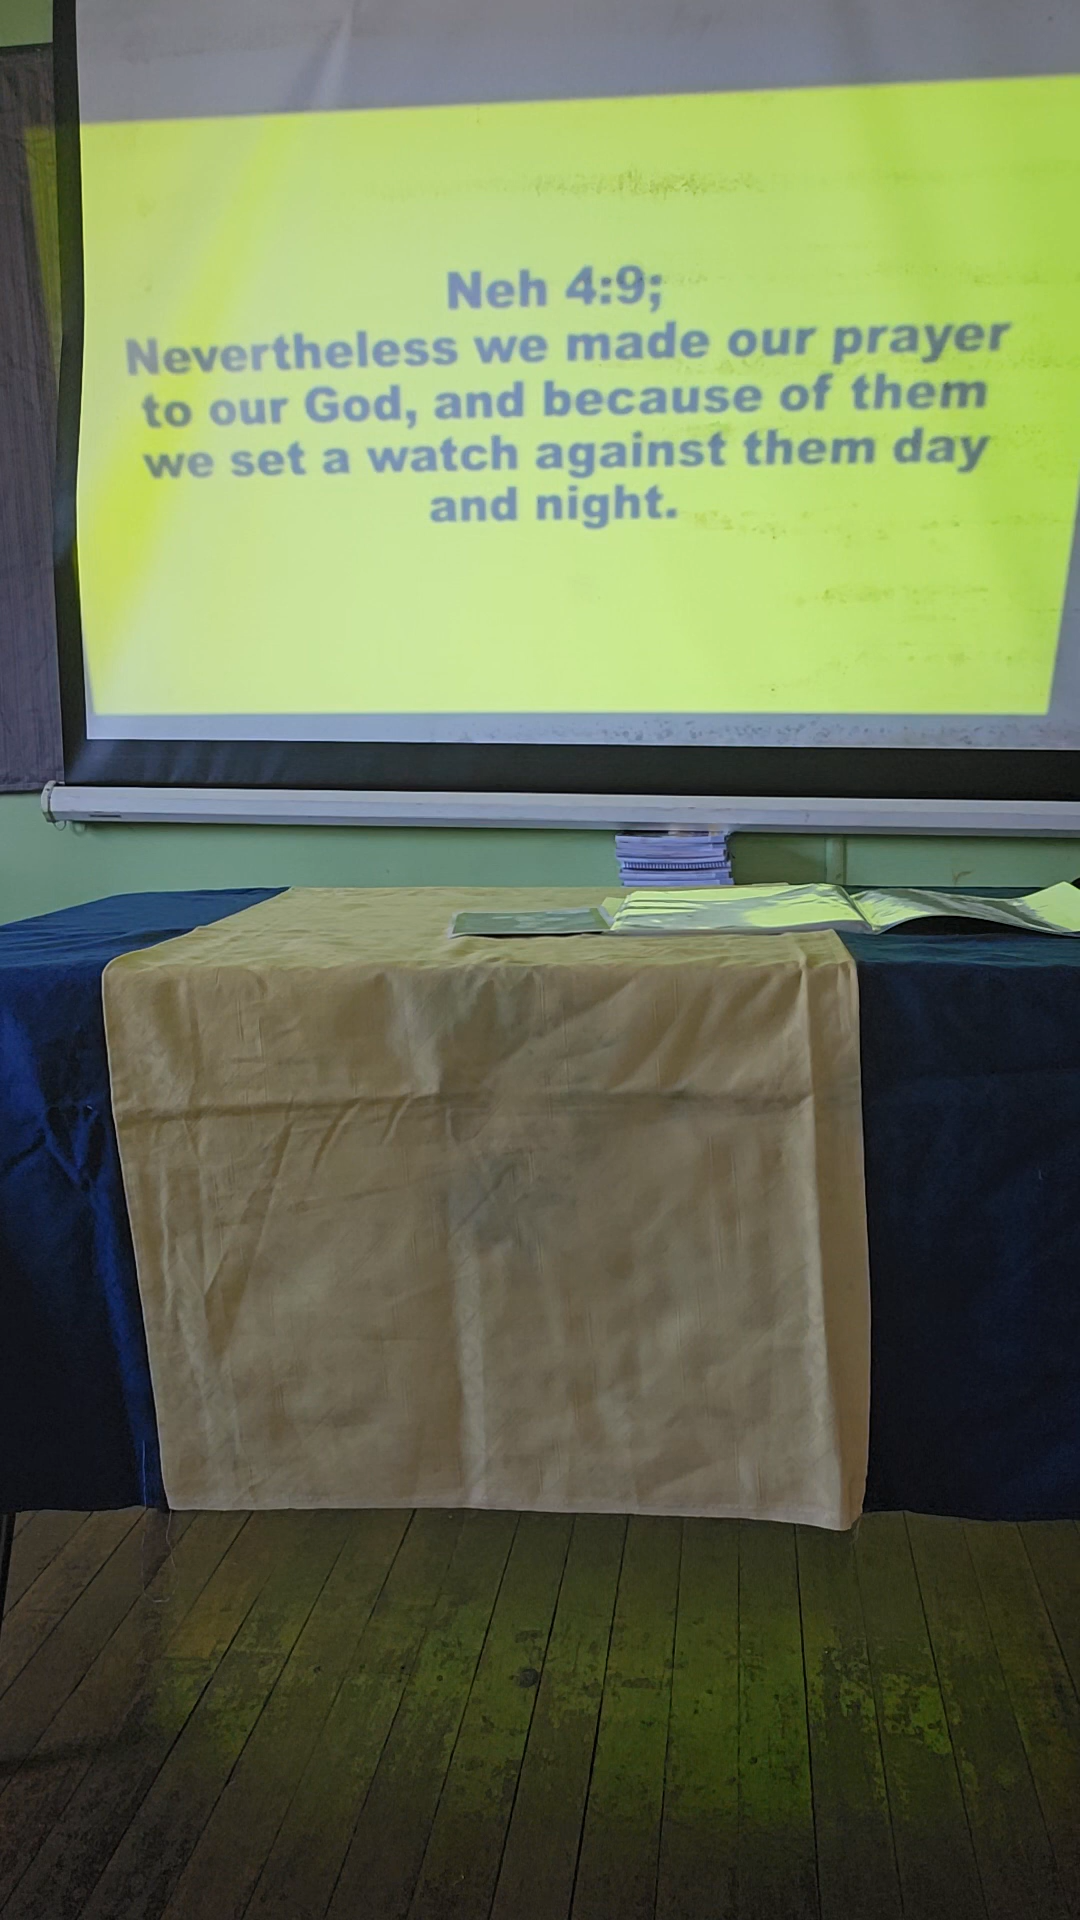 Neh 4:9;
Nevertheless we made our prayer
to our God, and because of them
we set a watch against them day
and night.